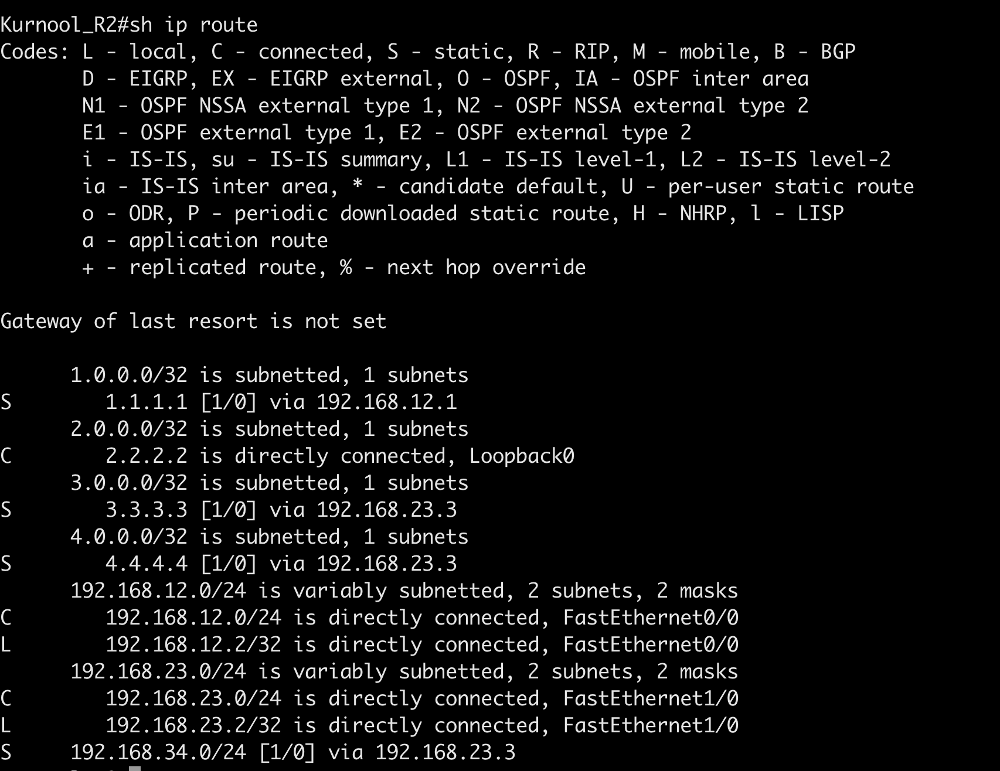 Kurnool_R2#sh ip route
Codes: L - local, C - connected, S - static, R - RIP, M - mobile, B - BGP
       D - EIGRP, EX - EIGRP external, O - OSPF, IA - OSPF inter area
       N1 - OSPF NSSA external type 1, N2 - OSPF NSSA external type 2
       E1 - OSPF external type 1, E2 - OSPF external type 2
       i - IS-IS, su - IS-IS summary, L1 - IS-IS level-1, L2 - IS-IS level-2
       ia - IS-IS inter area, * - candidate default, U - per-user static route
       o - ODR, P - periodic downloaded static route, H - NHRP, l - LISP
       a - application route
       + - replicated route, % - next hop override

Gateway of last resort is not set

      1.0.0.0/32 is subnetted, 1 subnets
S        1.1.1.1 [1/0] via 192.168.12.1
      2.0.0.0/32 is subnetted, 1 subnets
C        2.2.2.2 is directly connected, Loopback0
      3.0.0.0/32 is subnetted, 1 subnets
S        3.3.3.3 [1/0] via 192.168.23.3
      4.0.0.0/32 is subnetted, 1 subnets
S        4.4.4.4 [1/0] via 192.168.23.3
      192.168.12.0/24 is variably subnetted, 2 subnets, 2 masks
C        192.168.12.0/24 is directly connected, FastEthernet0/0
L        192.168.12.2/32 is directly connected, FastEthernet0/0
      192.168.23.0/24 is variably subnetted, 2 subnets, 2 masks
C        192.168.23.0/24 is directly connected, FastEthernet1/0
L        192.168.23.2/32 is directly connected, FastEthernet1/0
S     192.168.34.0/24 [1/0] via 192.168.23.3